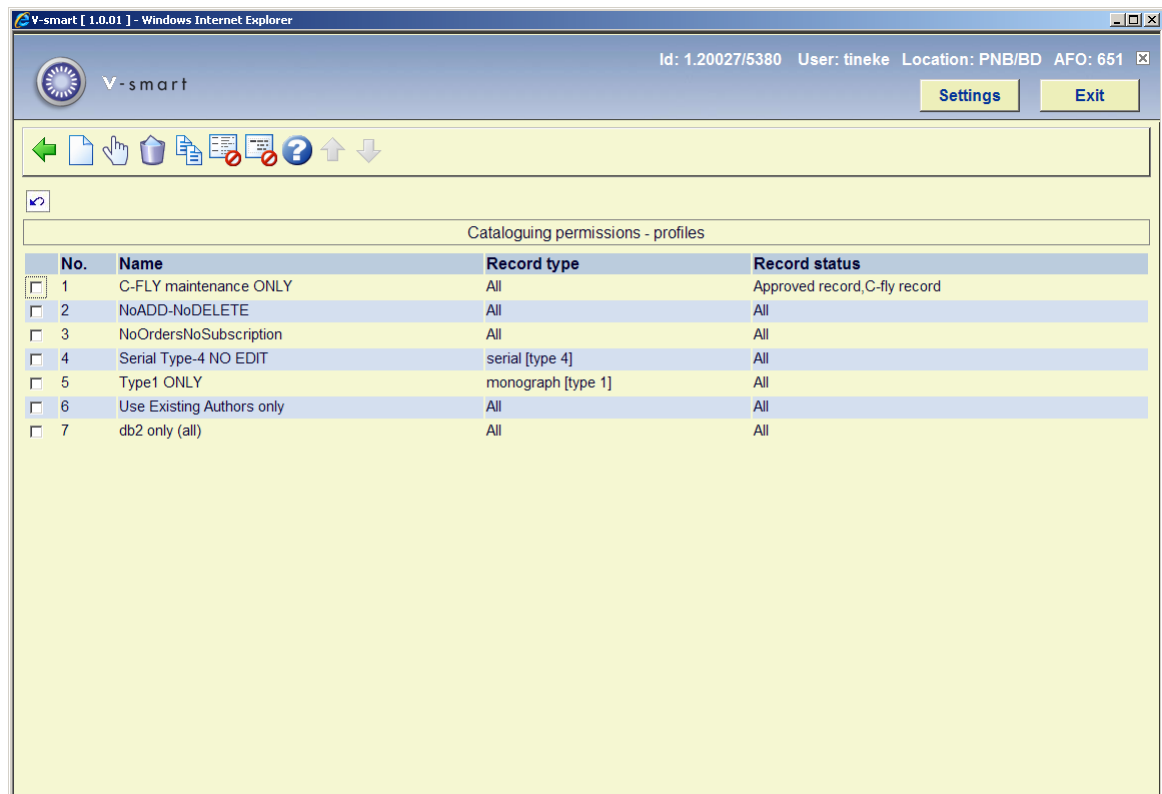 V-smart [ 1.0.01 ] - Windows Internet Explorer
Id: 1.20027/5380 User: tineke Location: PNB/BD AFO: 651
V-smart
Settings Exit
Cataloguing permissions - profiles
No. Name Record type Record status
1 C-FLY maintenance ONLY All Approved record,C-fly record
2 NoADD-NoDELETE All All
3 NoOrdersNoSubscription All All
4 Serial Type-4 NO EDIT serial [type 4] All
5 Type1 ONLY monograph [type 1] All
6 Use Existing Authors only All All
7 db2 only (all) All All